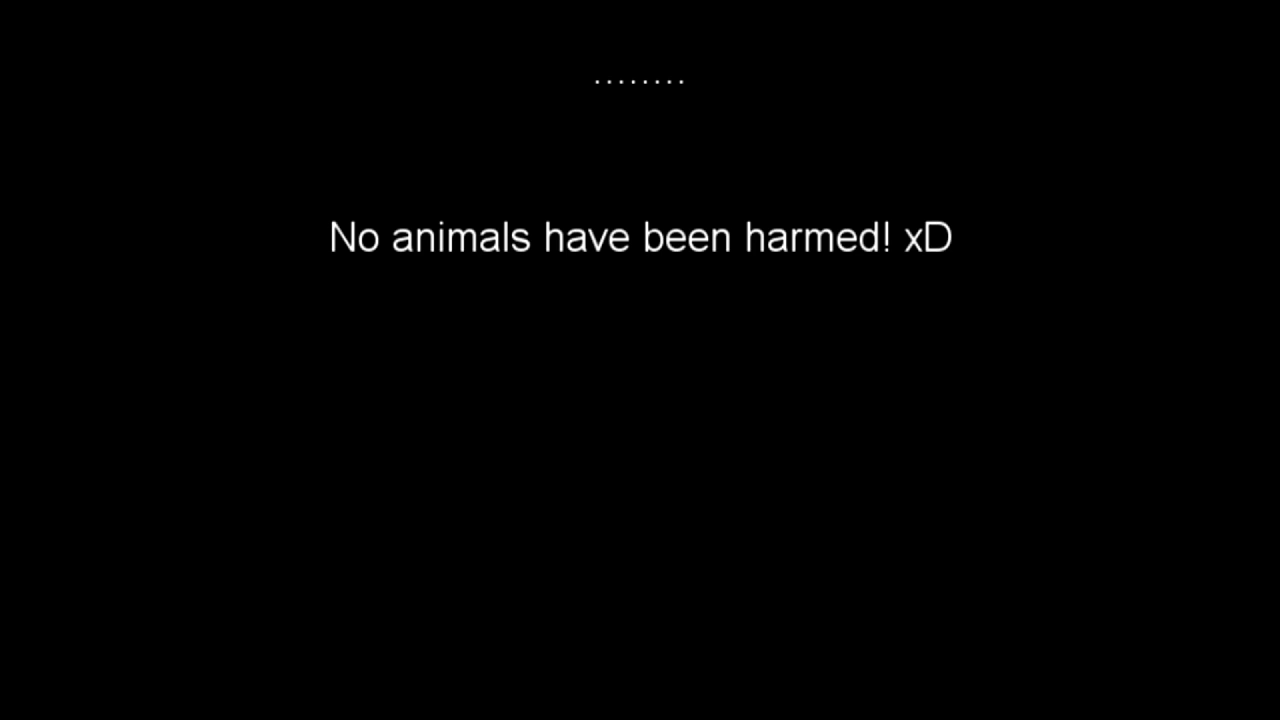 ........
No animals have been harmed! xD